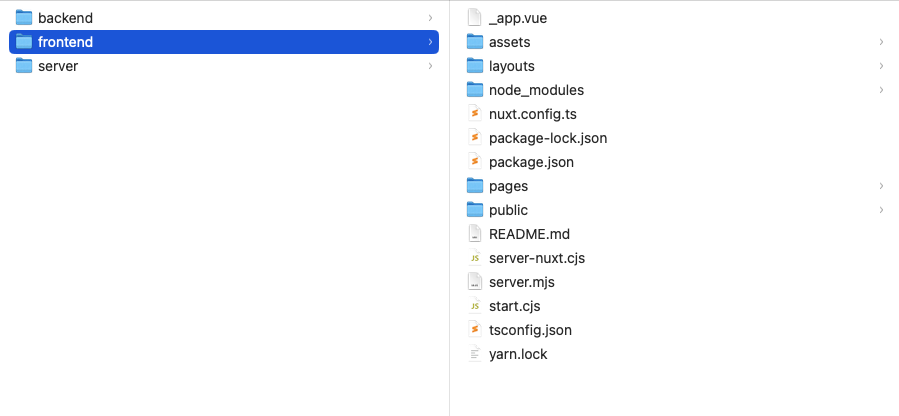 backend
frontend
server
_app.vue
assets
layouts
node_modules
nuxt.config.ts
package-lock.json
package.json
pages
public
README.md
server-nuxt.cjs
server.mjs
start.cjs
tsconfig.json
yarn.lock